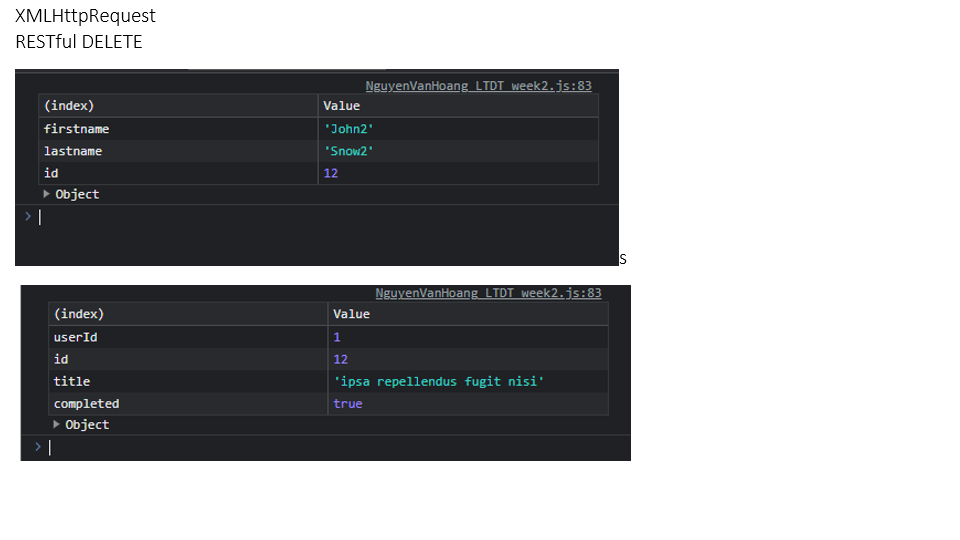 XMLHttpRequest
RESTful DELETE
NguyenVanHoang_LTDT_week2.js:83
(index) Value
firstname 'John2'
lastname 'Snow2'
id 12
Object
s
NguyenVanHoang_LTDT_week2.js:83
(index) Value
userId 1
id 12
title 'ipsa repellendus fugit nisi'
completed true
Object